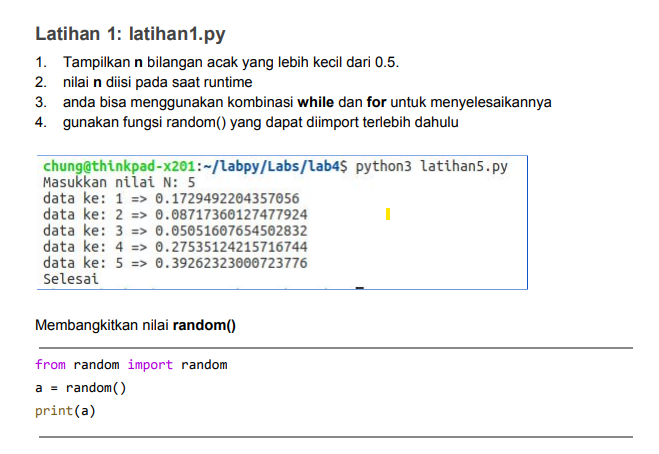 Latihan 1: latihan1.py
1. Tampilkan n bilangan acak yang lebih kecil dari 0.5.
2. nilai n diisi pada saat runtime
3. anda bisa menggunakan kombinasi while dan for untuk menyelesaikannya
4. gunakan fungsi random() yang dapat diimport terlebih dahulu
chung@thinkpad-x201:~/labpy/Labs/lab4$ python3 latihan5.py
Masukkan nilai N: 5
data ke: 1 => 0.1729492204357056
data ke: 2 => 0.08717360127477924
data ke: 3 => 0.05051607654502832
data ke: 4 => 0.27535124215716744
data ke: 5 => 0.39262323000723776
Selesai
Membangkitkan nilai random()
from random import random
a = random()
print(a)